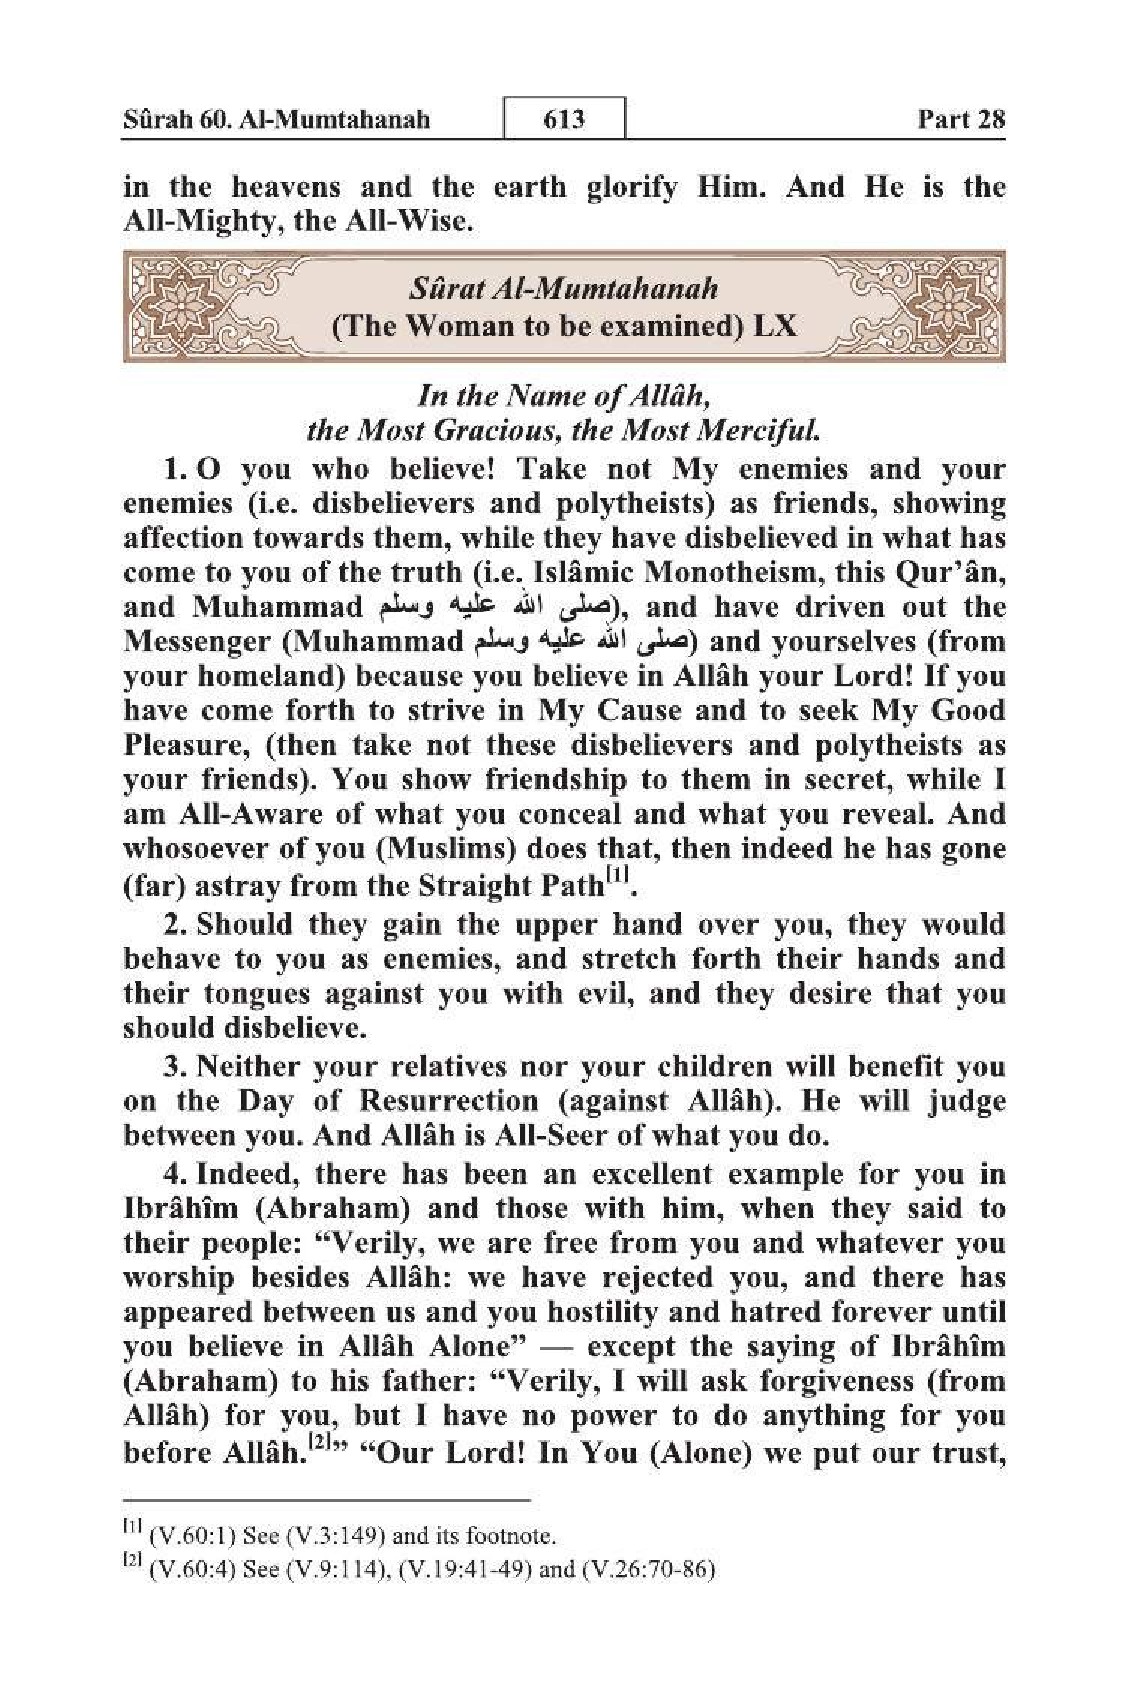 Sûrah 60. Al-Mumtahanah 613 Part 28
in the heavens and the earth glorify Him. And He is the
All-Mighty, the All-Wise.
Sûrat Al-Mumtahanah
(The Woman to be examined) LX
In the Name of Allâh,
the Most Gracious, the Most Merciful.
1. O you who believe! Take not My enemies and your
enemies (i.e. disbelievers and polytheists) as friends, showing
affection towards them, while they have disbelieved in what has
come to you of the truth (i.e. Islâmic Monotheism, this Qur’ân,
and Muhammad صلى الله عليه وسلم), and have driven out the
Messenger (Muhammad صلى الله عليه وسلم) and yourselves (from
your homeland) because you believe in Allâh your Lord! If you
have come forth to strive in My Cause and to seek My Good
Pleasure, (then take not these disbelievers and polytheists as
your friends). You show friendship to them in secret, while I
am All-Aware of what you conceal and what you reveal. And
whosoever of you (Muslims) does that, then indeed he has gone
(far) astray from the Straight Path[1].
2. Should they gain the upper hand over you, they would
behave to you as enemies, and stretch forth their hands and
their tongues against you with evil, and they desire that you
should disbelieve.
3. Neither your relatives nor your children will benefit you
on the Day of Resurrection (against Allâh). He will judge
between you. And Allâh is All-Seer of what you do.
4. Indeed, there has been an excellent example for you in
Ibrâhîm (Abraham) and those with him, when they said to
their people: “Verily, we are free from you and whatever you
worship besides Allâh: we have rejected you, and there has
appeared between us and you hostility and hatred forever until
you believe in Allâh Alone” — except the saying of Ibrâhîm
(Abraham) to his father: “Verily, I will ask forgiveness (from
Allâh) for you, but I have no power to do anything for you
before Allâh.[2]” “Our Lord! In You (Alone) we put our trust,
[1] (V.60:1) See (V.3:149) and its footnote.
[2] (V.60:4) See (V.9:114), (V.19:41-49) and (V.26:70-86)